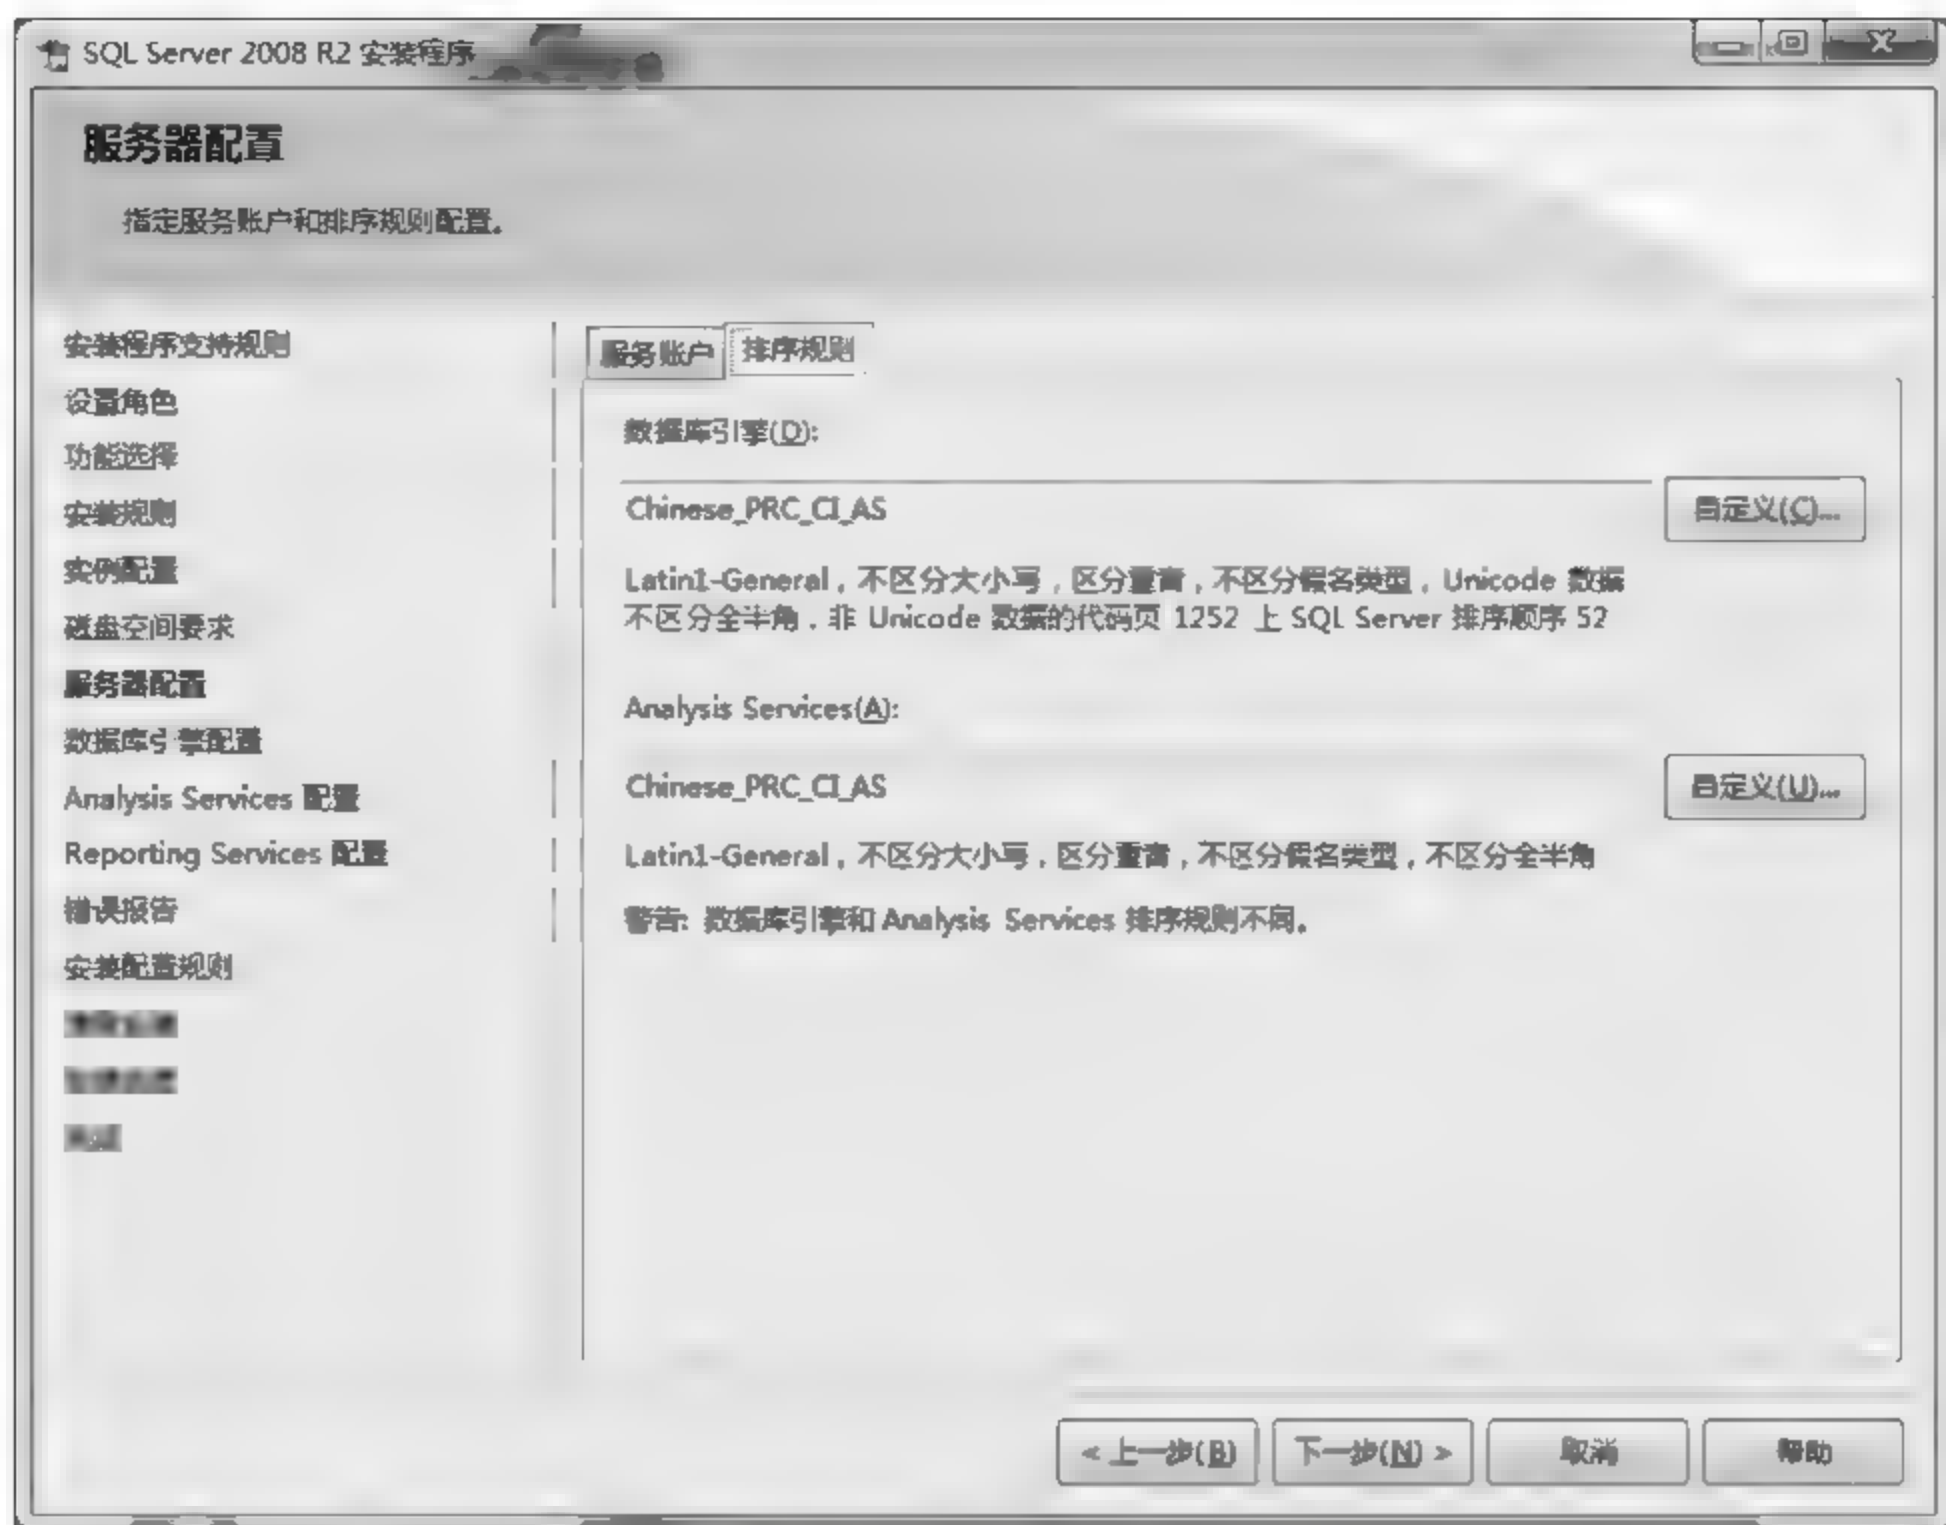 SQL Server 2008 R2 安装程序
服务器配置
指定服务账户和排序规则配置。
安装程序支持规则
设置角色
功能选择
安装规则
实例配置
磁盘空间要求
服务器配置
数据库引擎配置
Analysis Services 配置
Reporting Services 配置
错误报告
安装配置规则
服务账户 排序规则
数据库引擎(D):
Chinese_PRC_CI_AS
自定义(C)...
Latin1-General，不区分大小写，区分重音，不区分假名类型，Unicode 数据
不区分全半角，非 Unicode 数据的代码页 1252 上 SQL Server 排序顺序 52
Analysis Services(A):
Chinese_PRC_CI_AS
自定义(U)...
Latin1-General，不区分大小写，区分重音，不区分假名类型，不区分全半角
警告: 数据库引擎和 Analysis Services 排序规则不同。
< 上一步(B) 下一步(N) > 取消 帮助